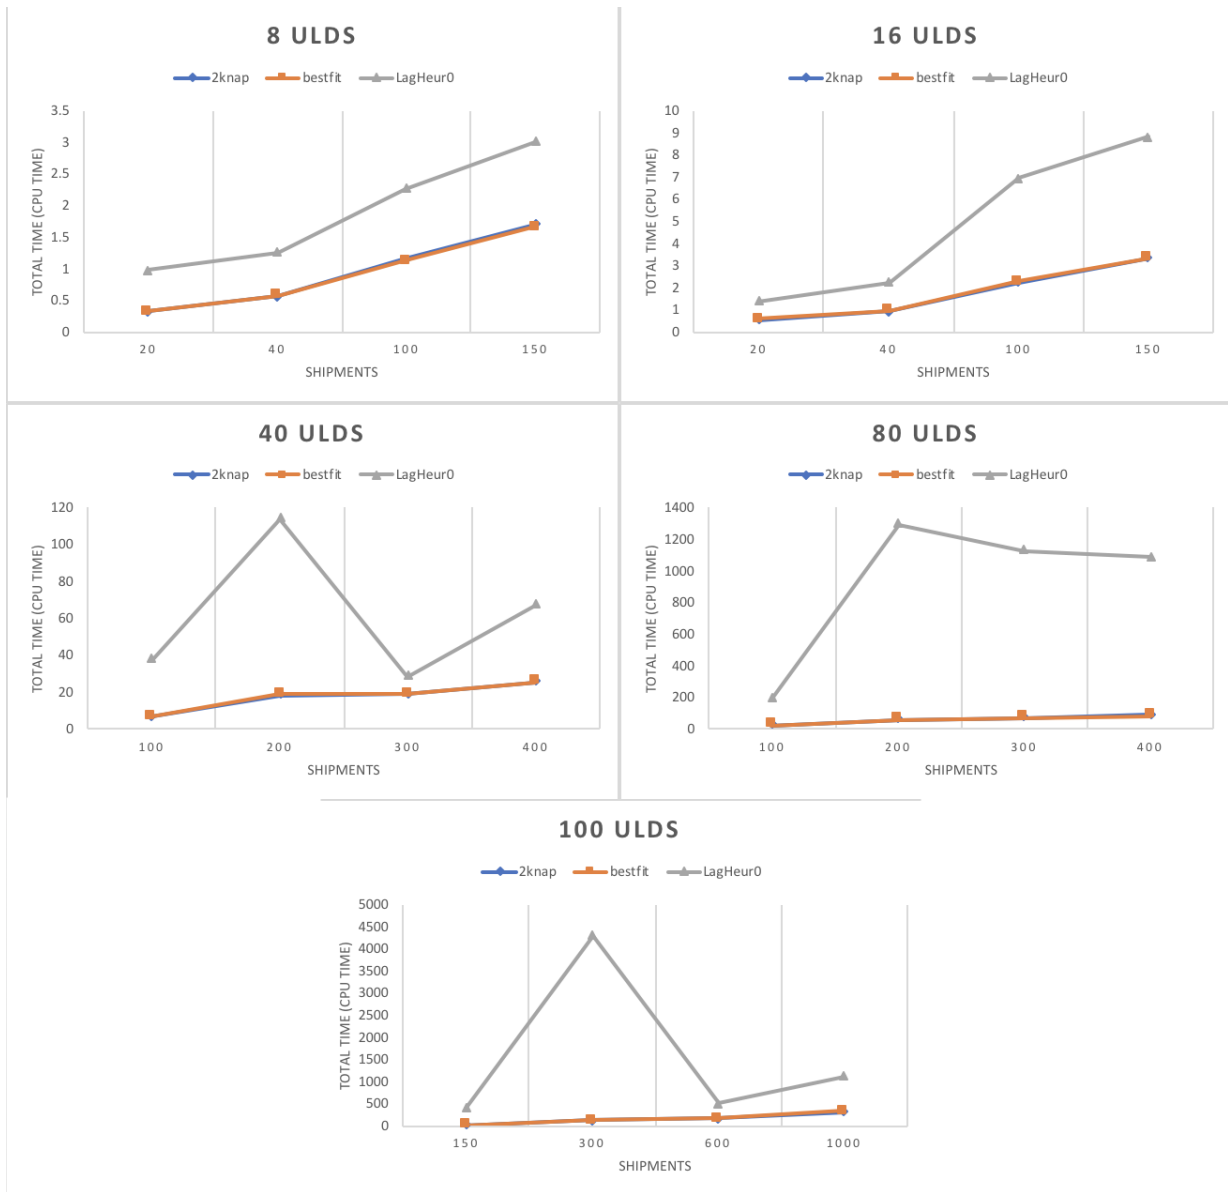 8 ULDS
2knap bestfit LagHeur0
TOTAL TIME (CPU TIME)
3.5
3
2.5
2
1.5
1
0.5
0
20 40 100 150
SHIPMENTS
16 ULDS
2knap bestfit LagHeur0
TOTAL TIME (CPU TIME)
10
9
8
7
6
5
4
3
2
1
0
20 40 100 150
SHIPMENTS
40 ULDS
2knap bestfit LagHeur0
TOTAL TIME (CPU TIME)
120
100
80
60
40
20
0
100 200 300 400
SHIPMENTS
80 ULDS
2knap bestfit LagHeur0
TOTAL TIME (CPU TIME)
1400
1200
1000
800
600
400
200
0
100 200 300 400
SHIPMENTS
100 ULDS
2knap bestfit LagHeur0
TOTAL TIME (CPU TIME)
5000
4500
4000
3500
3000
2500
2000
1500
1000
500
0
150 300 600 1000
SHIPMENTS